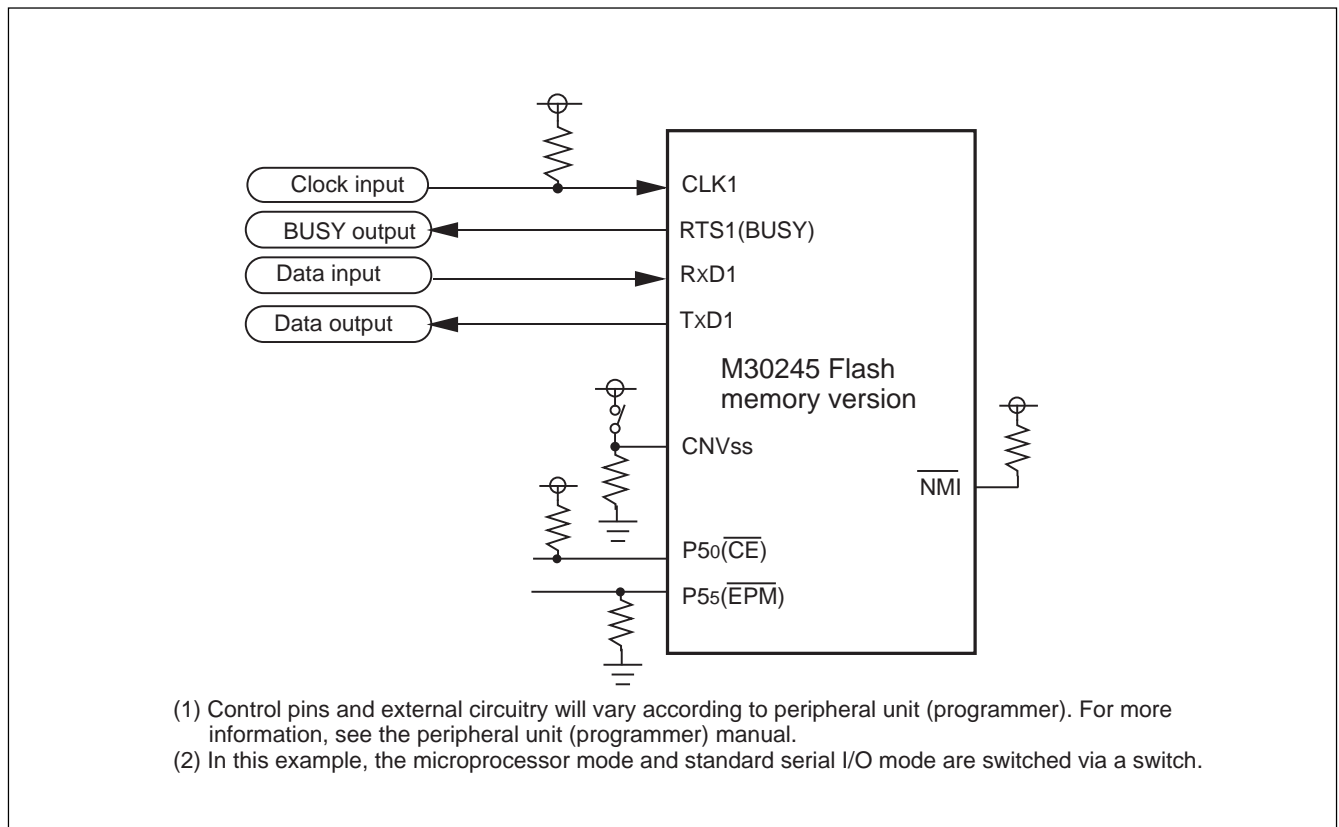 Clock input
CLK1
BUSY output
RTS1(BUSY)
Data input
RxD1
Data output
TxD1
M30245 Flash
memory version
CNVss
NMI
P50(CE)
P55(EPM)
(1) Control pins and external circuitry will vary according to peripheral unit (programmer). For more
information, see the peripheral unit (programmer) manual.
(2) In this example, the microprocessor mode and standard serial I/O mode are switched via a switch.